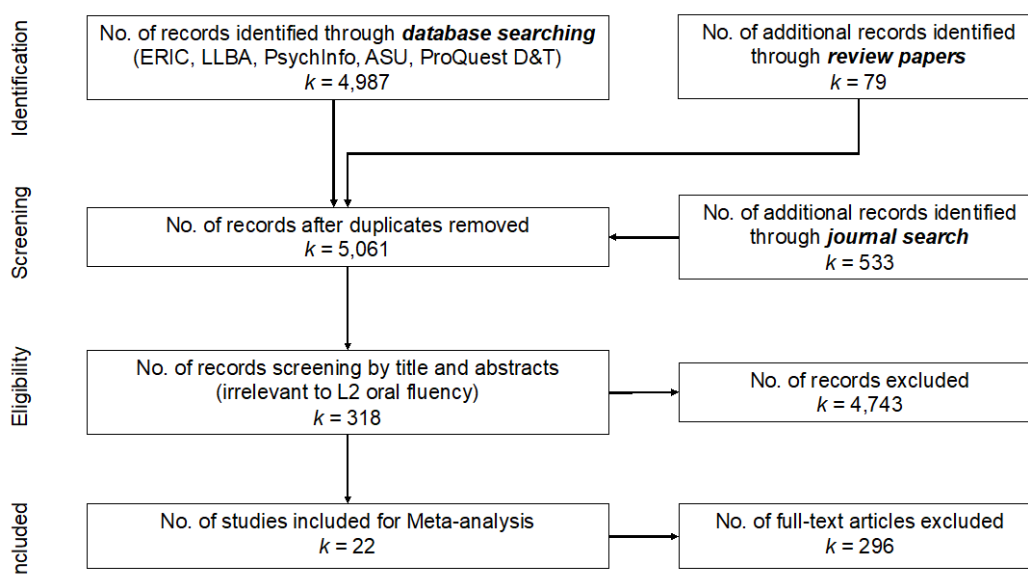 Identification
No. of records identified through database searching
(ERIC, LLBA, PsychInfo, ASU, ProQuest D&T)
k = 4,987
No. of additional records identified
through review papers
k = 79
Screening
No. of records after duplicates removed
k = 5,061
No. of additional records identified
through journal search
k = 533
Eligibility
No. of records screening by title and abstracts
(irrelevant to L2 oral fluency)
k = 318
No. of records excluded
k = 4,743
ncluded
No. of studies included for Meta-analysis
k = 22
No. of full-text articles excluded
k = 296